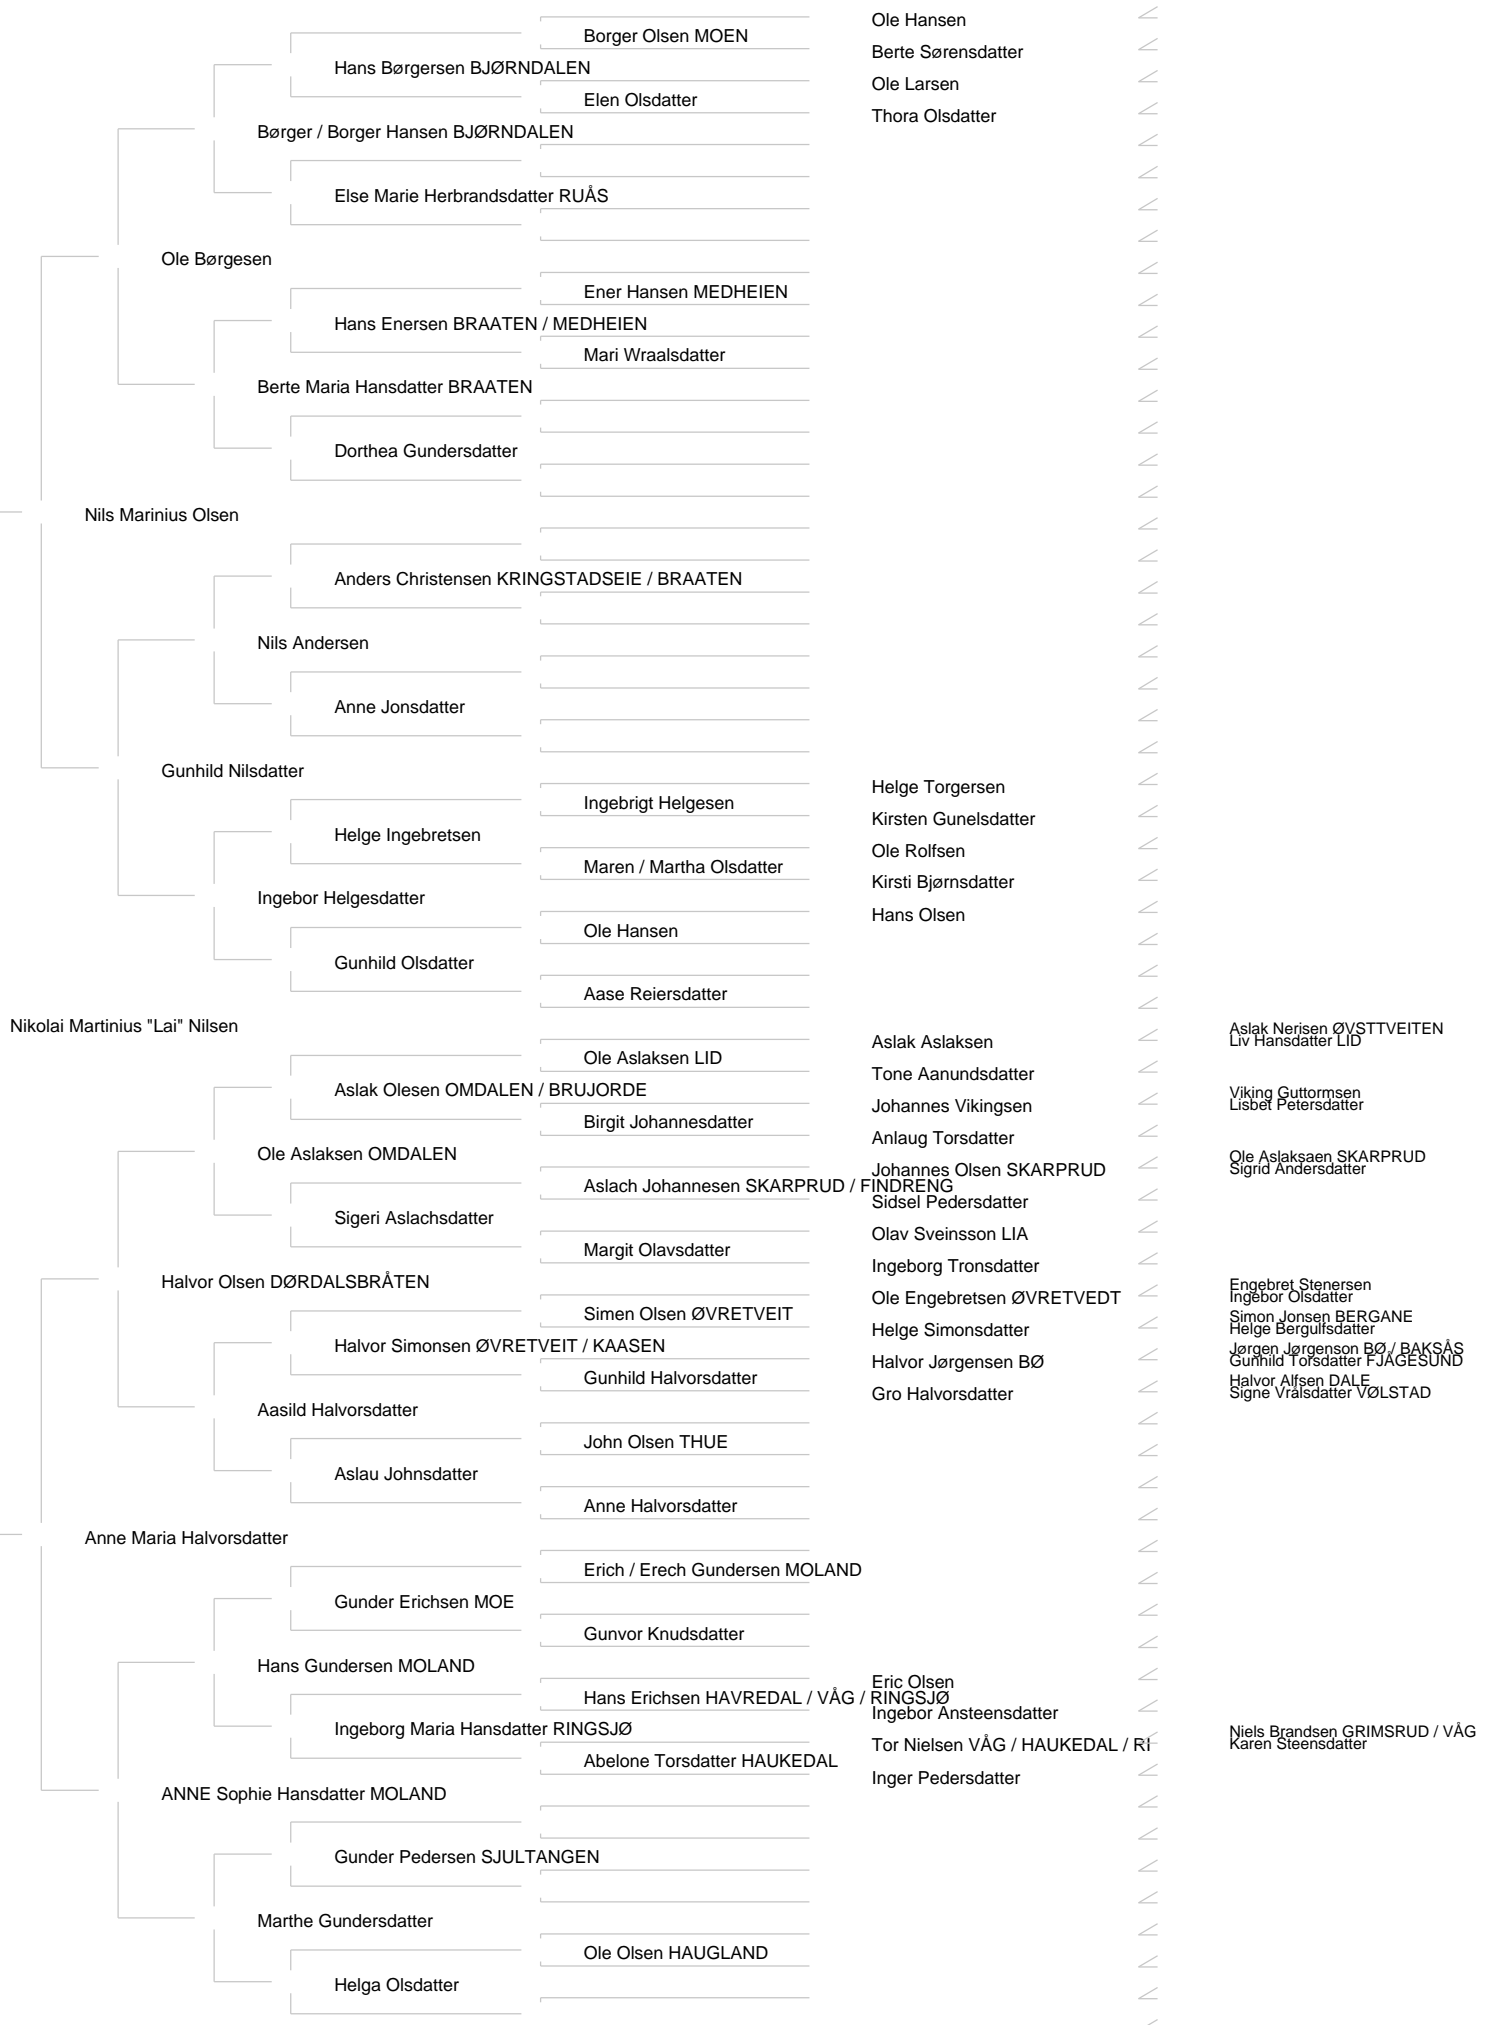 Ole Hansen
Borger Olsen MOEN
Berte Sørensdatter
Hans Børgersen BJØRNDALEN
Ole Larsen
Elen Olsdatter
Thora Olsdatter
Børger / Borger Hansen BJØRNDALEN
Else Marie Herbrandsdatter RUÅS
Ole Børgesen
Ener Hansen MEDHEIEN
Hans Enersen BRAATEN / MEDHEIEN
Mari Wraalsdatter
Berte Maria Hansdatter BRAATEN
Dorthea Gundersdatter
Nils Marinius Olsen
Anders Christensen KRINGSTADSEIE / BRAATEN
Nils Andersen
Anne Jonsdatter
Gunhild Nilsdatter
Helge Torgersen
Ingebrigt Helgesen
Kirsten Gunelsdatter
Helge Ingebretsen
Ole Rolfsen
Maren / Martha Olsdatter
Kirsti Bjørnsdatter
Ingebor Helgesdatter
Hans Olsen
Ole Hansen
Gunhild Olsdatter
Aase Reiersdatter
Nikolai Martinius "Lai" Nilsen
Aslak Nerisen ØVSTTVEITEN
Aslak Aslaksen
Liv Hansdatter LID
Ole Aslaksen LID
Tone Aanundsdatter
Aslak Olesen OMDALEN / BRUJORDE
Viking Guttormsen
Johannes Vikingsen
Lisbet Petersdatter
Birgit Johannesdatter
Anlaug Torsdatter
Ole Aslaksen OMDALEN
Ole Aslaksaen SKARPRUD
Johannes Olsen SKARPRUD
Sigrid Andersdatter
Aslach Johannesen SKARPRUD / FINDRENG
Sidsel Pedersdatter
Sigeri Aslachsdatter
Olav Sveinsson LIA
Margit Olavsdatter
Ingeborg Tronsdatter
Halvor Olsen DØRDALSBRÅTEN
Engebret Stenersen
Ole Engebretsen ØVRETVEDT
Ingebor Olsdatter
Simen Olsen ØVRETVEIT
Simon Jonsen BERGANE
Helge Simonsdatter
Helge Bergulfsdatter
Halvor Simonsen ØVRETVEIT / KAASEN
Jørgen Jørgenson BØ / BAKSÅS
Halvor Jørgensen BØ
Gunhild Torsdatter FJÅGESUND
Gunhild Halvorsdatter
Halvor Alfsen DALE
Gro Halvorsdatter
Signe Vrålsdatter VØLSTAD
Aasild Halvorsdatter
John Olsen THUE
Aslau Johnsdatter
Anne Halvorsdatter
Anne Maria Halvorsdatter
Erich / Erech Gundersen MOLAND
Gunder Erichsen MOE
Gunvor Knudsdatter
Hans Gundersen MOLAND
Eric Olsen
Hans Erichsen HAVREDAL / VÅG / RINGSJØ
Ingebor Ansteensdatter
Ingeborg Maria Hansdatter RINGSJØ
Niels Brandsen GRIMSRUD / VÅG
Tor Nielsen VÅG / HAUKEDAL / RI
Karen Steensdatter
Abelone Torsdatter HAUKEDAL
Inger Pedersdatter
ANNE Sophie Hansdatter MOLAND
Gunder Pedersen SJULTANGEN
Marthe Gundersdatter
Ole Olsen HAUGLAND
Helga Olsdatter